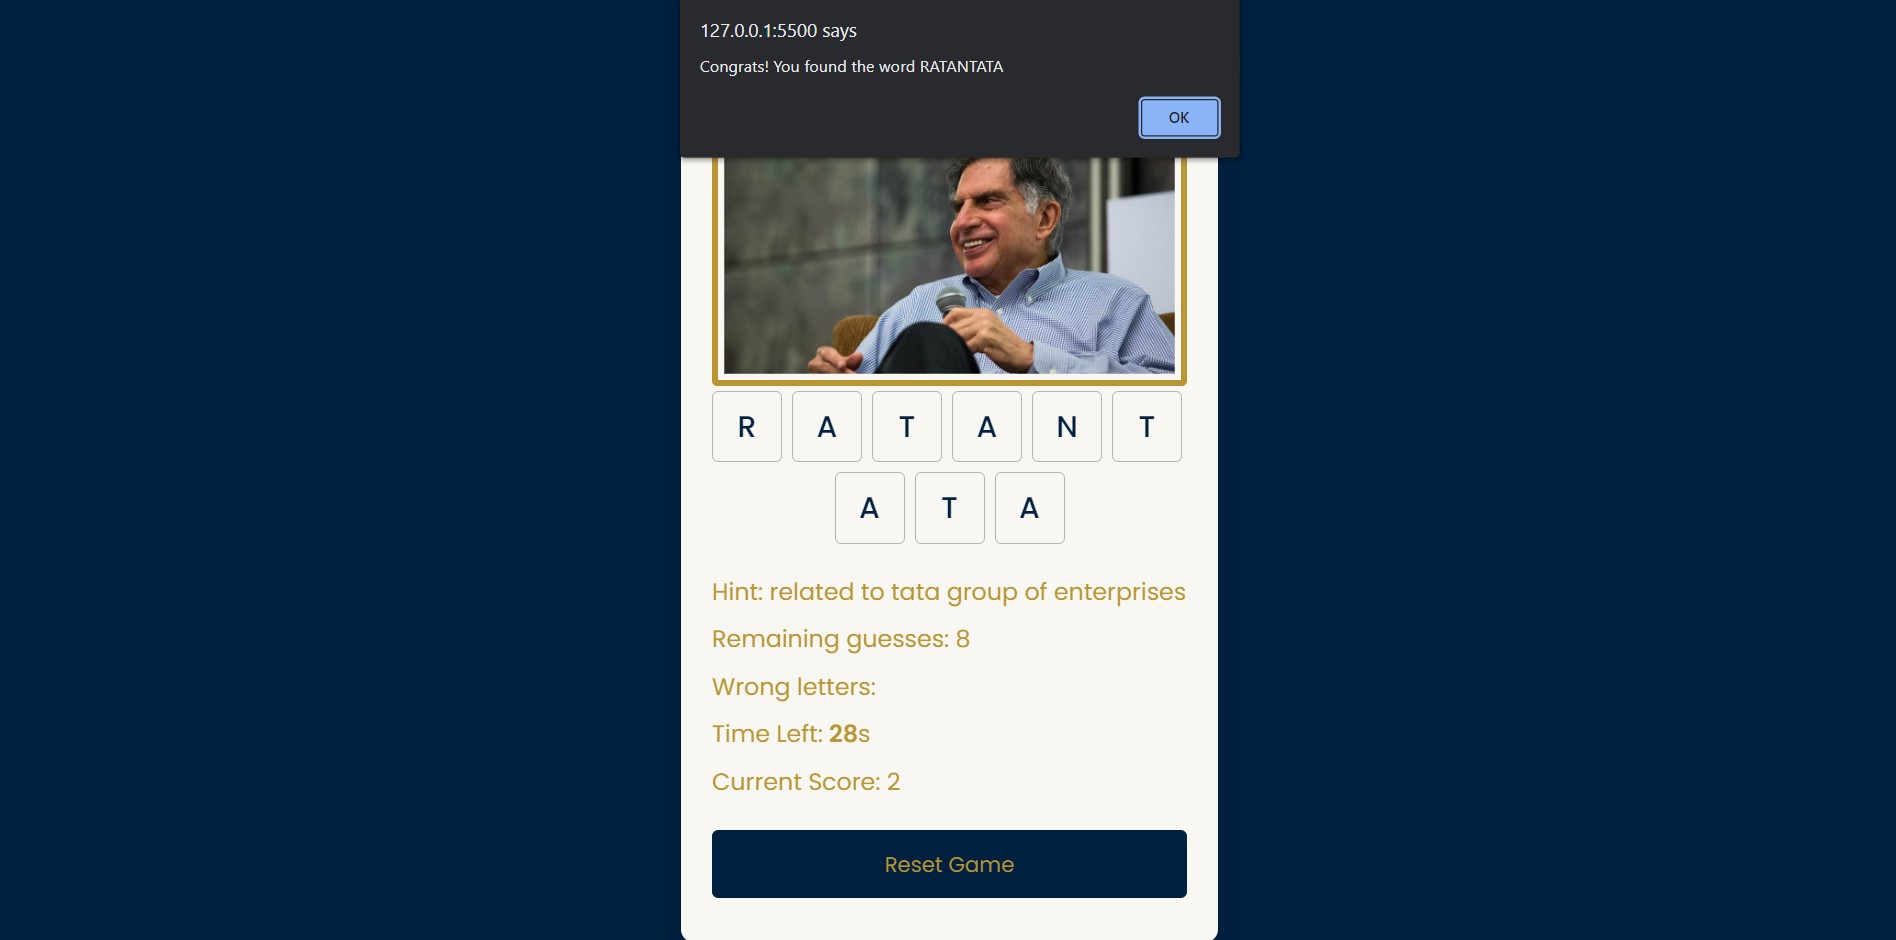 127.0.0.1:5500 says
Congrats! You found the word RATANTATA
OK
R A T A N T
A T A
Hint: related to tata group of enterprises
Remaining guesses: 8
Wrong letters:
Time Left: 28s
Current Score: 2
Reset Game